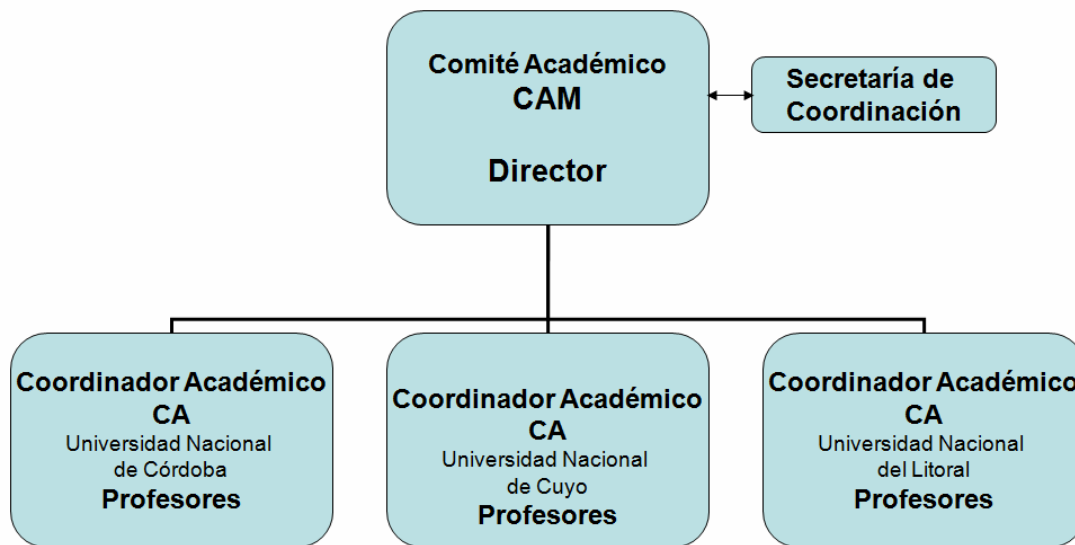 Comité Académico
CAM
Director
Secretaría de
Coordinación
Coordinador Académico
CA
Universidad Nacional
de Córdoba
Profesores
Coordinador Académico
CA
Universidad Nacional
de Cuyo
Profesores
Coordinador Académico
CA
Universidad Nacional
del Litoral
Profesores